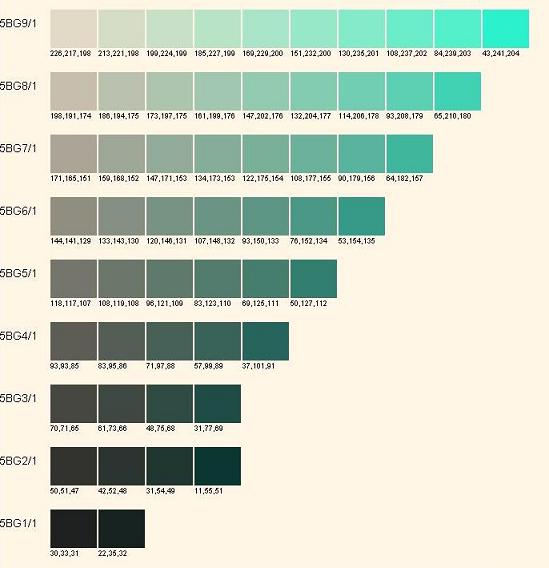 5BG9/1
226,217,198 213,221,198 199,224,199 185,227,199 169,229,200 151,232,200 130,235,201 108,237,202 84,239,203 43,241,204
5BG8/1
198,191,174 186,194,175 173,197,175 161,199,176 147,202,176 132,204,177 114,206,178 93,208,179 65,210,180
5BG7/1
171,165,151 159,168,152 147,171,153 134,173,153 122,175,154 108,177,155 90,179,156 64,182,157
5BG6/1
144,141,129 133,143,130 120,146,131 107,148,132 93,150,133 76,152,134 53,154,135
5BG5/1
118,117,107 108,119,108 96,121,109 83,123,110 69,125,111 50,127,112
5BG4/1
93,93,85 83,95,86 71,97,88 57,99,89 37,101,91
5BG3/1
70,71,65 61,73,66 48,75,68 31,77,69
5BG2/1
50,51,47 42,52,48 31,54,49 11,55,51
5BG1/1
30,33,31 22,35,32